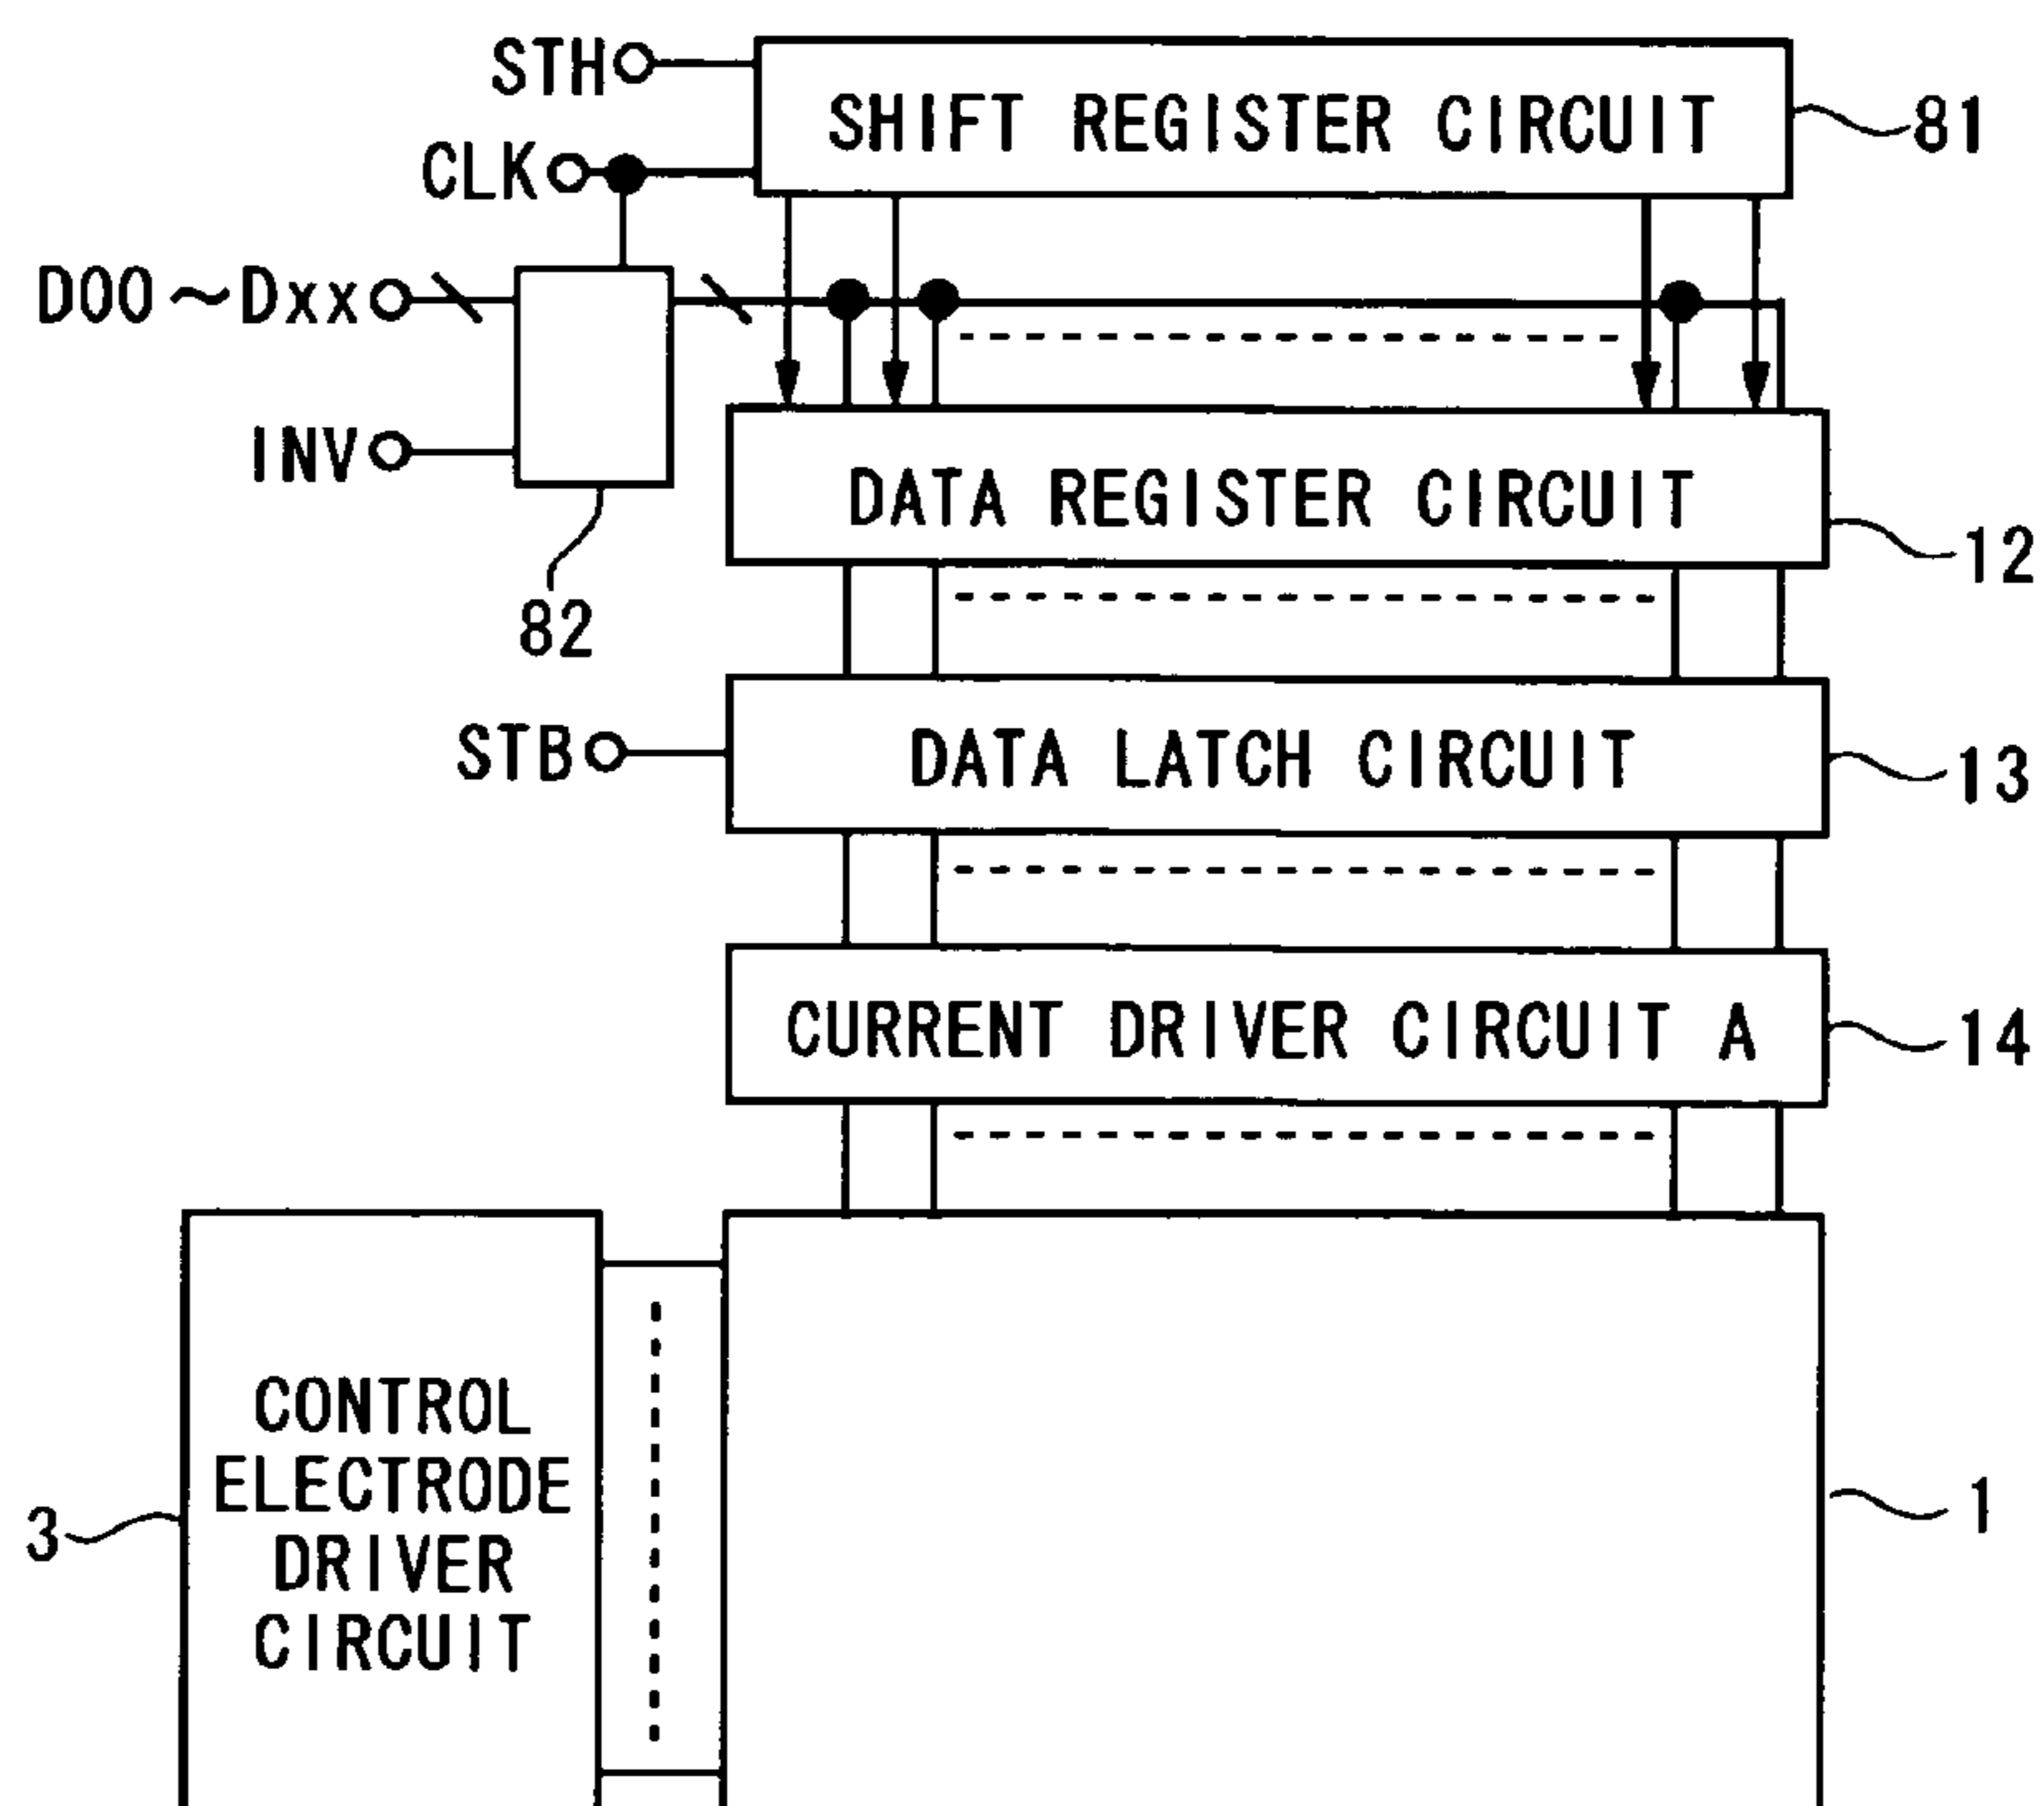 STH
SHIFT REGISTER CIRCUIT
81
CLK
D00~Dxx
INV
DATA REGISTER CIRCUIT
12
82
STB
DATA LATCH CIRCUIT
13
CURRENT DRIVER CIRCUIT A
14
CONTROL
ELECTRODE
DRIVER
CIRCUIT
3
1